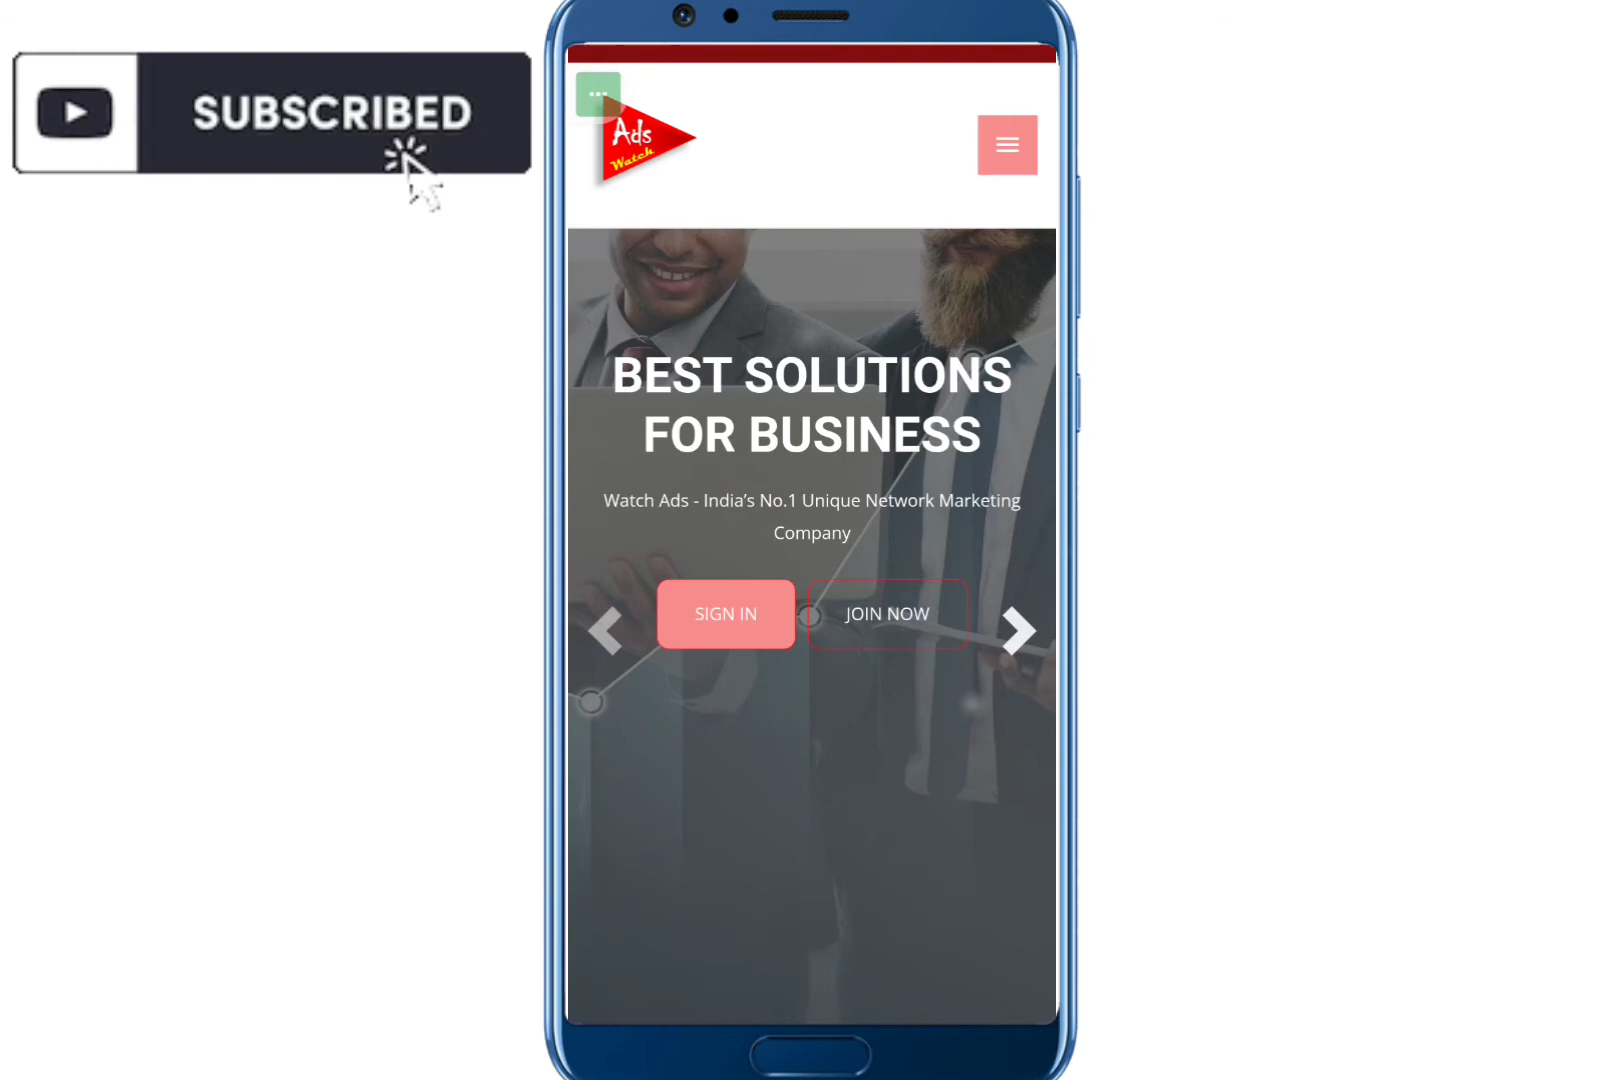 SUBSCRIBED
Ads
Watch
BEST SOLUTIONS
FOR BUSINESS
Watch Ads - India’s No.1 Unique Network Marketing
Company
SIGN IN
JOIN NOW